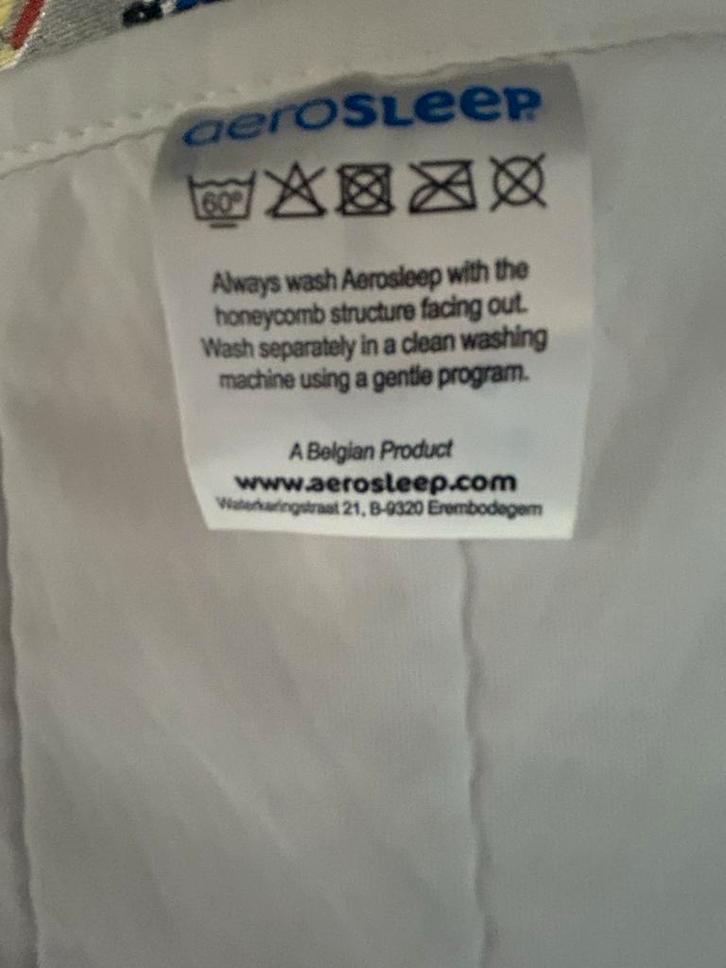 aerosleep
60°
Always wash Aerosleep with the
honeycomb structure facing out.
Wash separately in a clean washing
machine using a gentle program.
A Belgian Product
www.aerosleep.com
Waterkeringstraat 21, B-9320 Erembodegem